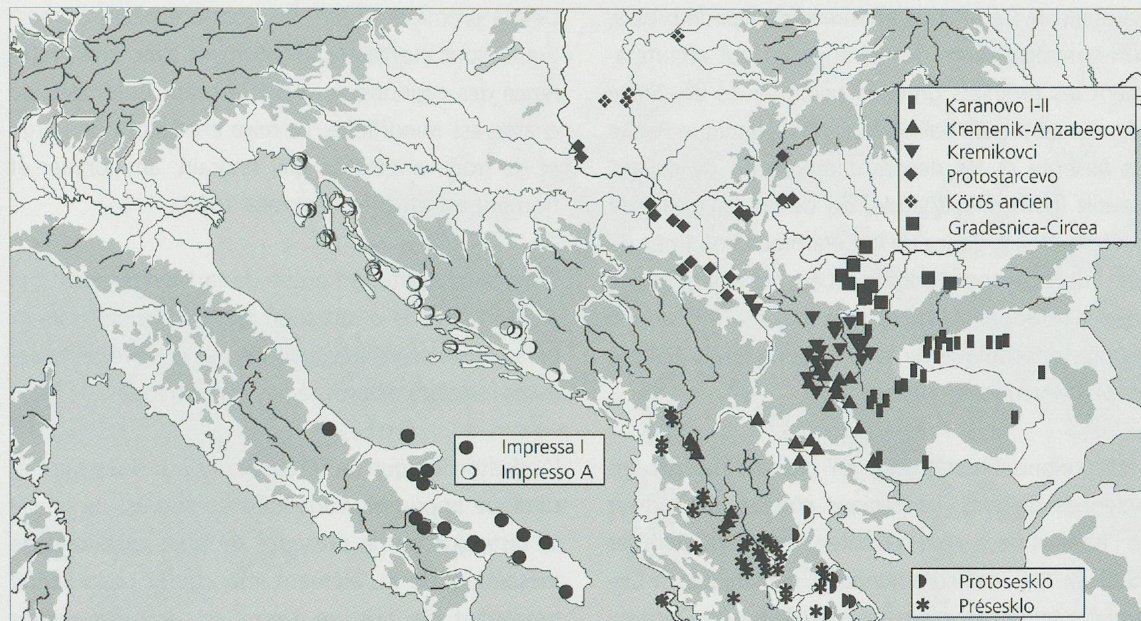 Karanovo I-II
Kremenik-Anzabegovo
Kremikovci
Protostarcevo
Körös ancien
Gradesnica-Circea
Impressa I
Impresso A
Protosesklo
Présesklo